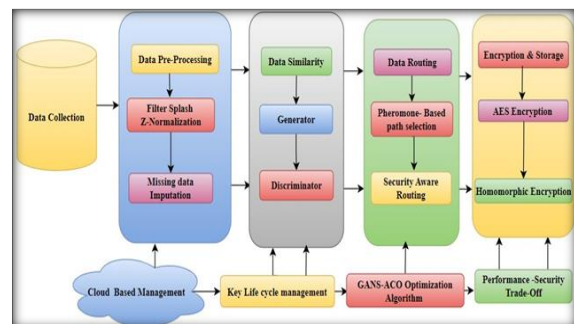 Data Collection
Data Pre-Processing
Filter Splash
Z-Normalization
Missing data
Imputation
Data Similarity
Generator
Discriminator
Data Routing
Pheromone- Based
path selection
Security Aware
Routing
Encryption & Storage
AES Encryption
Homomorphic Encryption
Cloud Based Management
Key Life cycle management
GANS-ACO Optimization
Algorithm
Performance -Security
Trade-Off